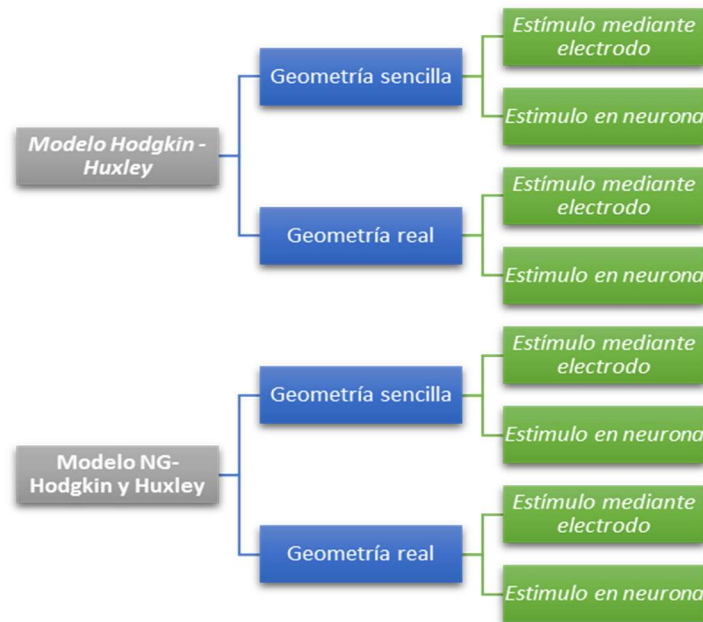 Estímulo mediante
electrodo
Geometría sencilla
Estimulo en neurona
Modelo Hodgkin -
Huxley
Estímulo mediante
electrodo
Geometría real
Estimulo en neurona
Estímulo mediante
electrodo
Geometría sencilla
Estimulo en neurona
Modelo NG-
Hodgkin y Huxley
Estímulo mediante
electrodo
Geometría real
Estimulo en neurona